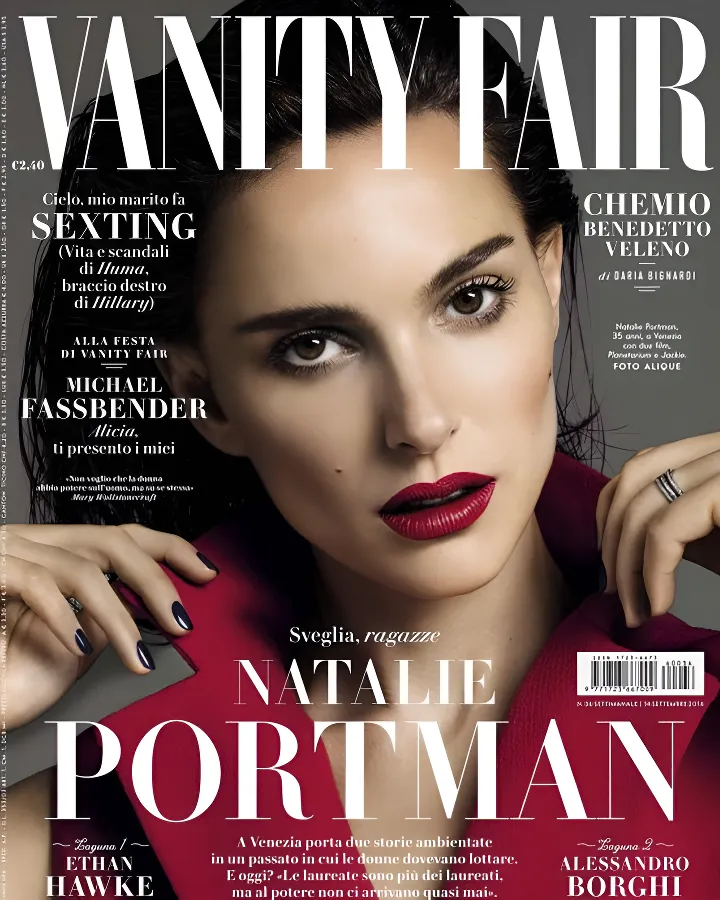 VANITY FAIR
€2,40
Cielo, mio marito fa
SEXTING
(Vita e scandali
di Huma,
braccio destro
di Hillary)
ALLA FESTA
DI VANITY FAIR
MICHAEL
FASSBENDER
Alicia,
ti presento i miei
«Non voglio che la donna
abbia potere sull'uomo, ma su se stessa»
Mary Wollstonecraft
CHEMIO
BENEDETTO
VELENO
di DARIA BIGNARDI
Natalie Portman,
35 anni, a Venezia
con due film,
Planetarium e Jackie.
FOTO ALIQUE
Sveglia, ragazze
NATALIE
PORTMAN
60036
SETTIMANALE | 14 SETTEMBRE 2016
Laguna 1
ETHAN
HAWKE
A Venezia porta due storie ambientate
in un passato in cui le donne dovevano lottare.
E oggi? «Le laureate sono più dei laureati,
ma al potere non ci arrivano quasi mai».
Laguna 2
ALESSANDRO
BORGHI